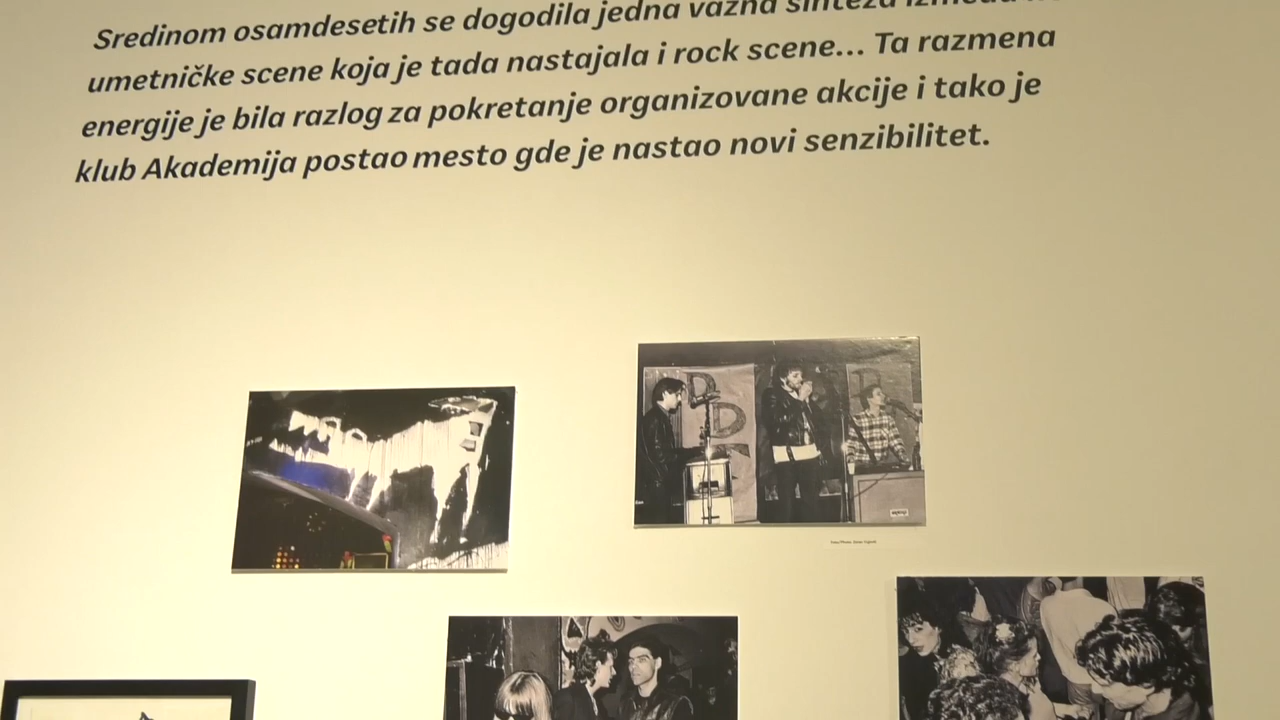 Sredinom osamdesetih se dogodila jedna važna sinteza između
umetničke scene koja je tada nastajala i rock scene... Ta razmena
energije je bila razlog za pokretanje organizovane akcije i tako je
klub Akademija postao mesto gde je nastao novi senzibilitet.
D
D